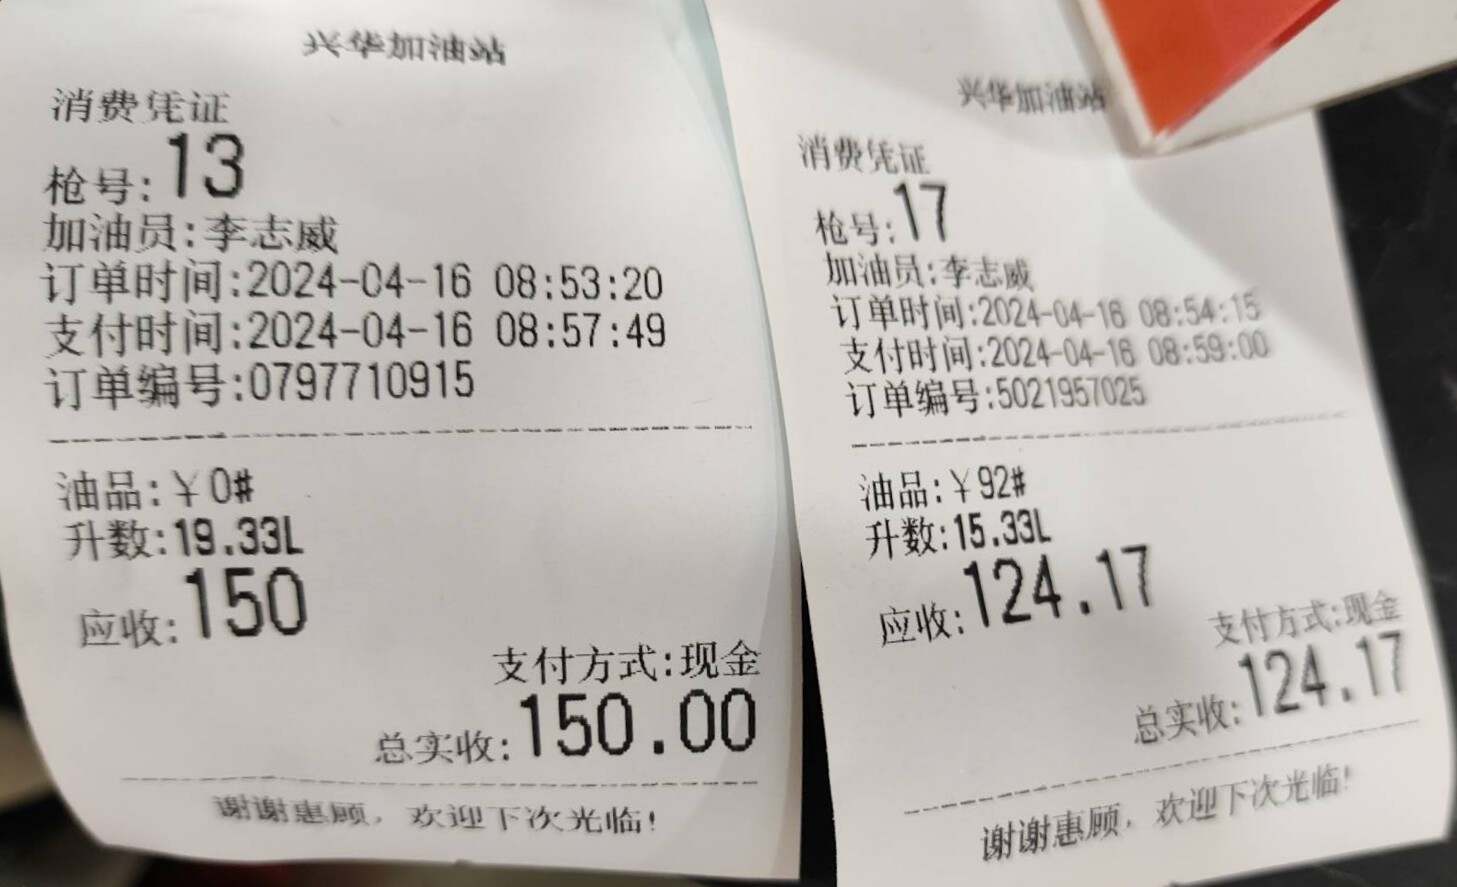 兴华加油站
消费凭证
枪号:13
加油员:李志威
订单时间:2024-04-16 08:53:20
支付时间:2024-04-16 08:57:49
订单编号:0797710915
油品:￥0#
升数:19.33L
应收:150
支付方式:现金
总实收:150.00
谢谢惠顾，欢迎下次光临!
兴华加油站
消费凭证
枪号:17
加油员:李志威
订单时间:2024-04-16 08:54:15
支付时间:2024-04-16 08:59:00
订单编号:5021957025
油品:￥92#
升数:15.33L
应收:124.17
支付方式:现金
总实收:124.17
谢谢惠顾，欢迎下次光临!